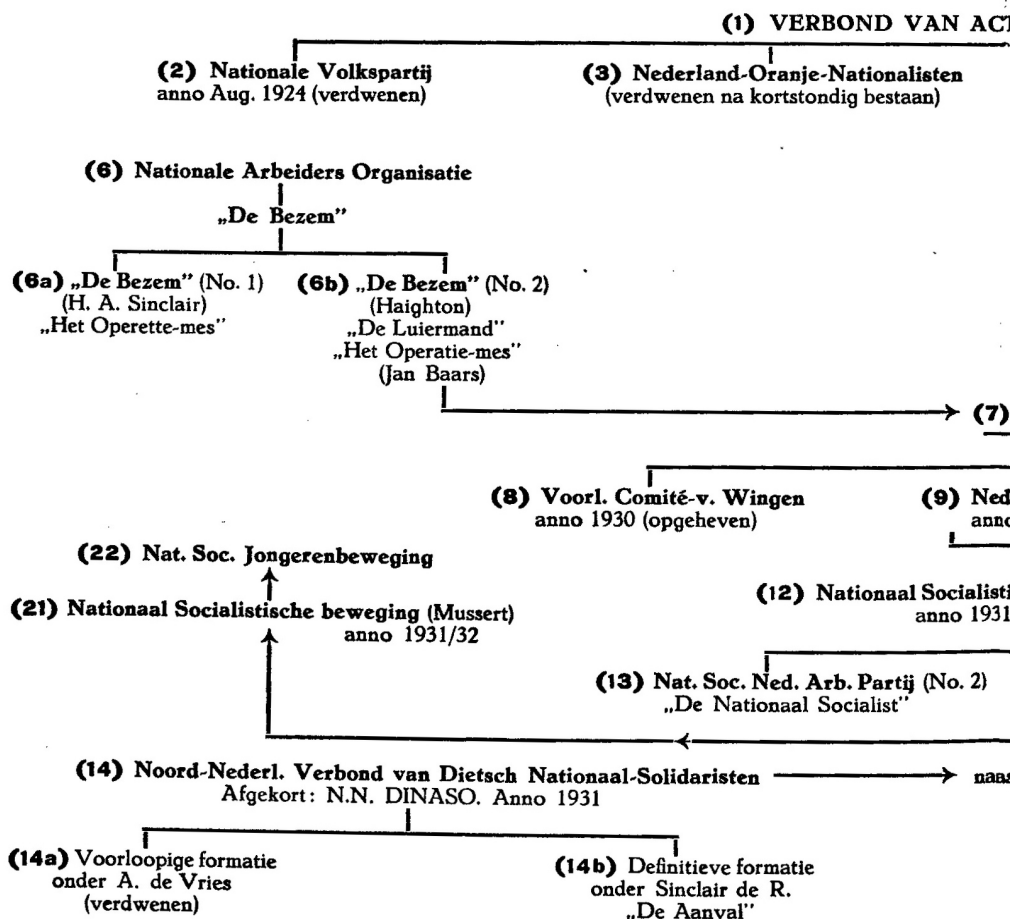 (1) VERBOND VAN ACT
(2) Nationale Volkspartij
anno Aug. 1924 (verdwenen)
(3) Nederland-Oranje-Nationalisten
(verdwenen na kortstondig bestaan)
(6) Nationale Arbeiders Organisatie
„De Bezem”
(6a) „De Bezem” (No. 1)
(H. A. Sinclair)
„Het Operette-mes”
(6b) „De Bezem” (No. 2)
(Haighton)
„De Luiermand”
„Het Operatie-mes”
(Jan Baars)
(7)
(8) Voorl. Comité-v. Wingen
anno 1930 (opgeheven)
(9) Ned
anno
(22) Nat. Soc. Jongerenbeweging
(21) Nationaal Socialistische beweging (Mussert)
anno 1931/32
(12) Nationaal Socialisti
anno 1931
(13) Nat. Soc. Ned. Arb. Partij (No. 2)
„De Nationaal Socialist”
(14) Noord-Nederl. Verbond van Dietsch Nationaal-Solidaristen
naas
Afgekort: N.N. DINASO. Anno 1931
(14a) Voorloopige formatie
onder A. de Vries
(verdwenen)
(14b) Definitieve formatie
onder Sinclair de R.
„De Aanval”